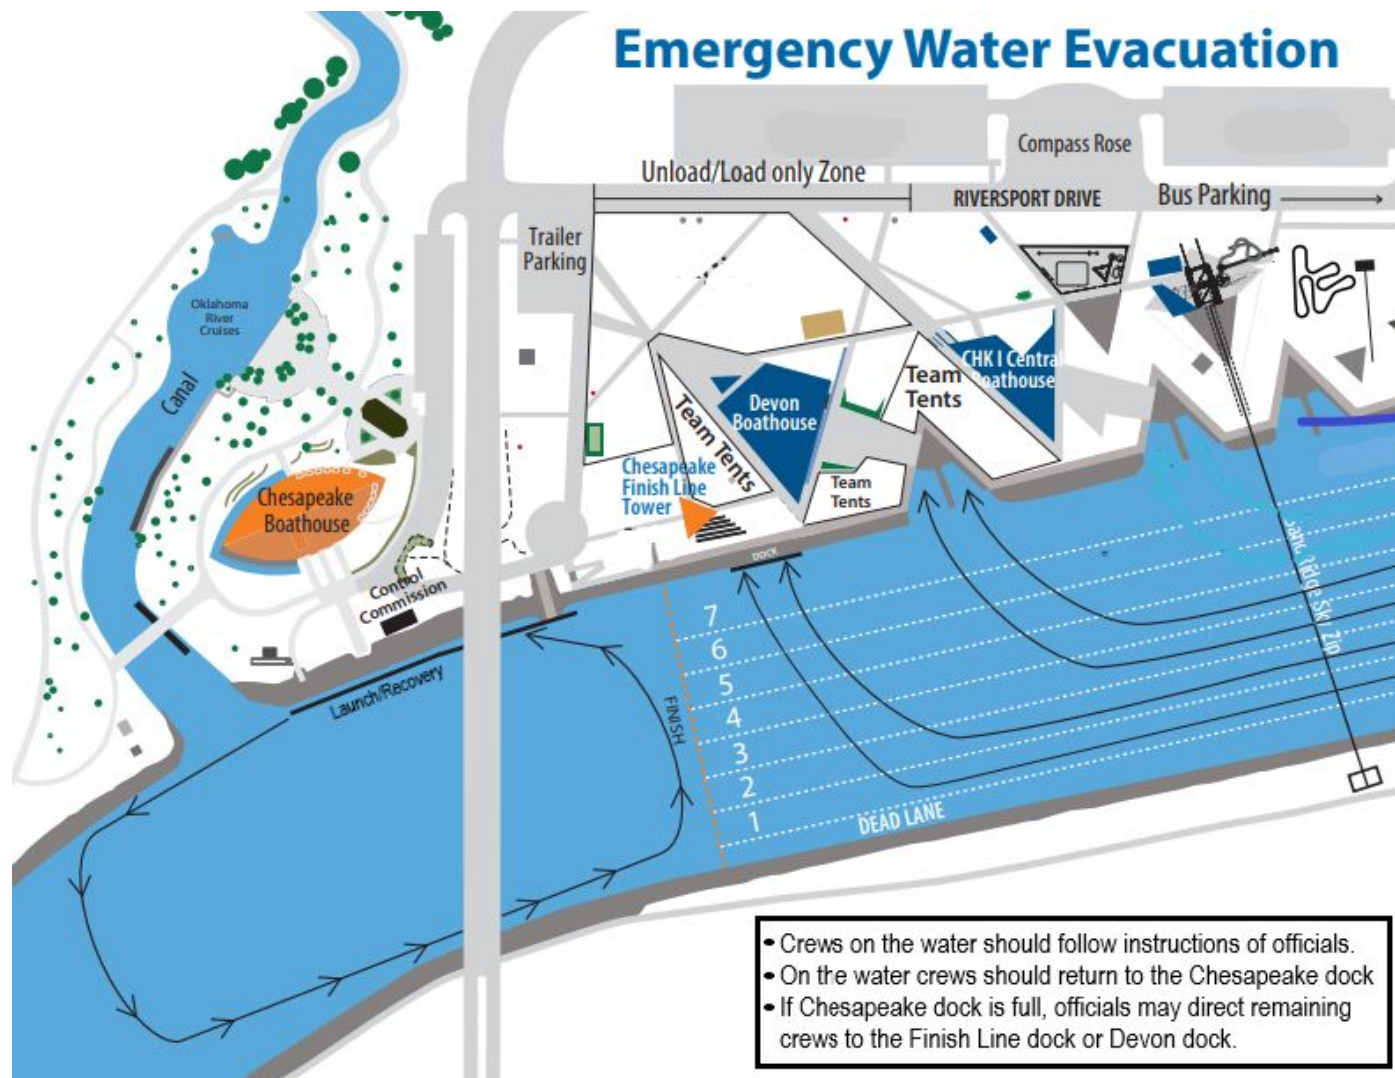 Emergency Water Evacuation
Compass Rose
Unload/Load only Zone
RIVERSPORT DRIVE
Bus Parking
Trailer
Parking
Oklahoma
River
Cruises
Canal
CHK I Central
Boathouse
Team
Tents
Devon
Boathouse
Team Tents
Chesapeake
Finish Line
Tower
Team
Tents
Chesapeake
Boathouse
DOCK
Control
Commission
Launch/Recovery
FINISH
7
6
5
4
3
2
1
DEAD LANE
Sky Zip
• Crews on the water should follow instructions of officials.
• On the water crews should return to the Chesapeake dock
• If Chesapeake dock is full, officials may direct remaining
crews to the Finish Line dock or Devon dock.